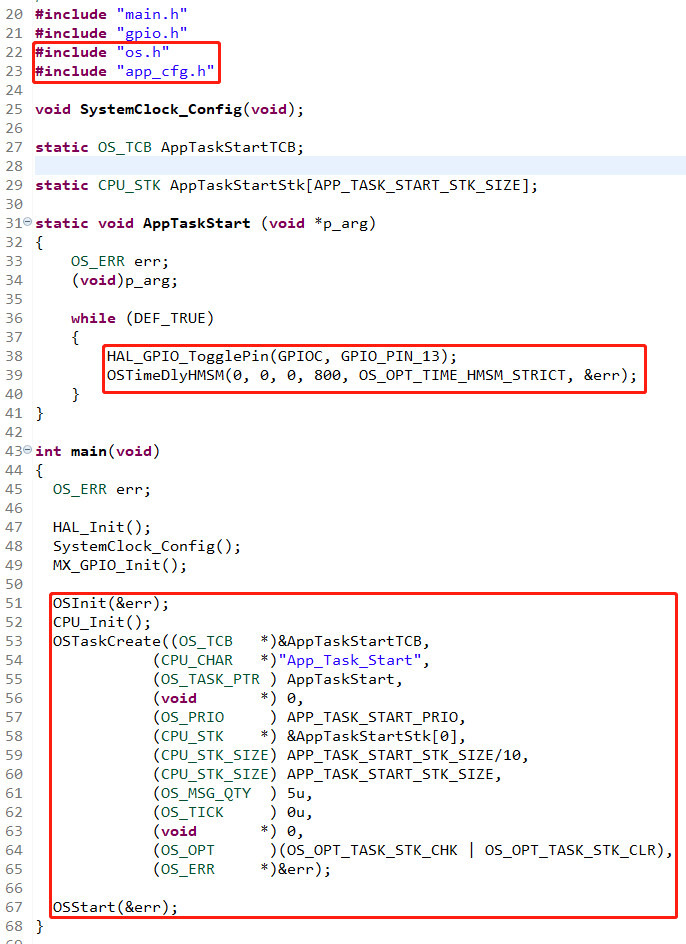 20 #include "main.h"
21 #include "gpio.h"
22 #include "os.h"
23 #include "app_cfg.h"
24
25 void SystemClock_Config(void);
26
27 static OS_TCB AppTaskStartTCB;
28
29 static CPU_STK AppTaskStartStk[APP_TASK_START_STK_SIZE];
30
31 static void AppTaskStart (void *p_arg)
32 {
33     OS_ERR err;
34     (void)p_arg;
35
36     while (DEF_TRUE)
37     {
38         HAL_GPIO_TogglePin(GPIOC, GPIO_PIN_13);
39         OSTimeDlyHMSM(0, 0, 0, 800, OS_OPT_TIME_HMSM_STRICT, &err);
40     }
41 }
42
43 int main(void)
44 {
45   OS_ERR err;
46
47   HAL_Init();
48   SystemClock_Config();
49   MX_GPIO_Init();
50
51   OSInit(&err);
52   CPU_Init();
53   OSTaskCreate((OS_TCB   *)&AppTaskStartTCB,
54              (CPU_CHAR   *)"App_Task_Start",
55              (OS_TASK_PTR ) AppTaskStart,
56              (void       *) 0,
57              (OS_PRIO     ) APP_TASK_START_PRIO,
58              (CPU_STK    *) &AppTaskStartStk[0],
59              (CPU_STK_SIZE) APP_TASK_START_STK_SIZE/10,
60              (CPU_STK_SIZE) APP_TASK_START_STK_SIZE,
61              (OS_MSG_QTY  ) 5u,
62              (OS_TICK     ) 0u,
63              (void       *) 0,
64              (OS_OPT      )(OS_OPT_TASK_STK_CHK | OS_OPT_TASK_STK_CLR),
65              (OS_ERR     *)&err);
66
67   OSStart(&err);
68 }